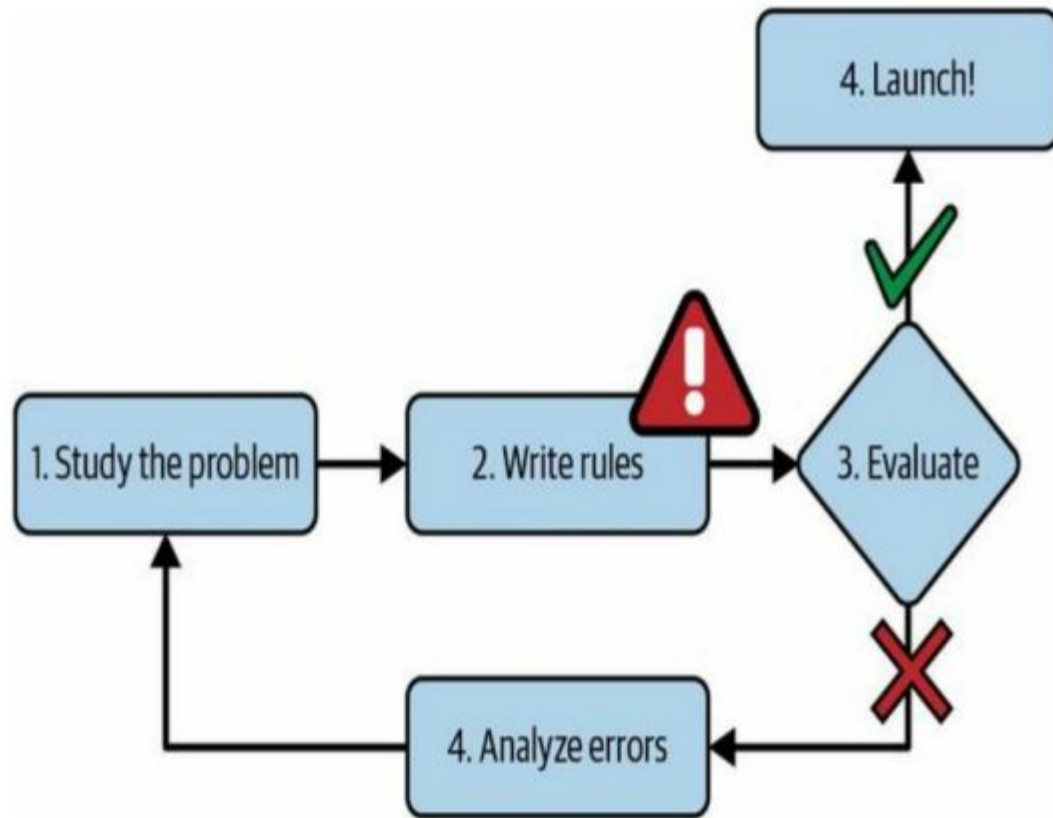 4. Launch!
1. Study the problem
2. Write rules
3. Evaluate
4. Analyze errors